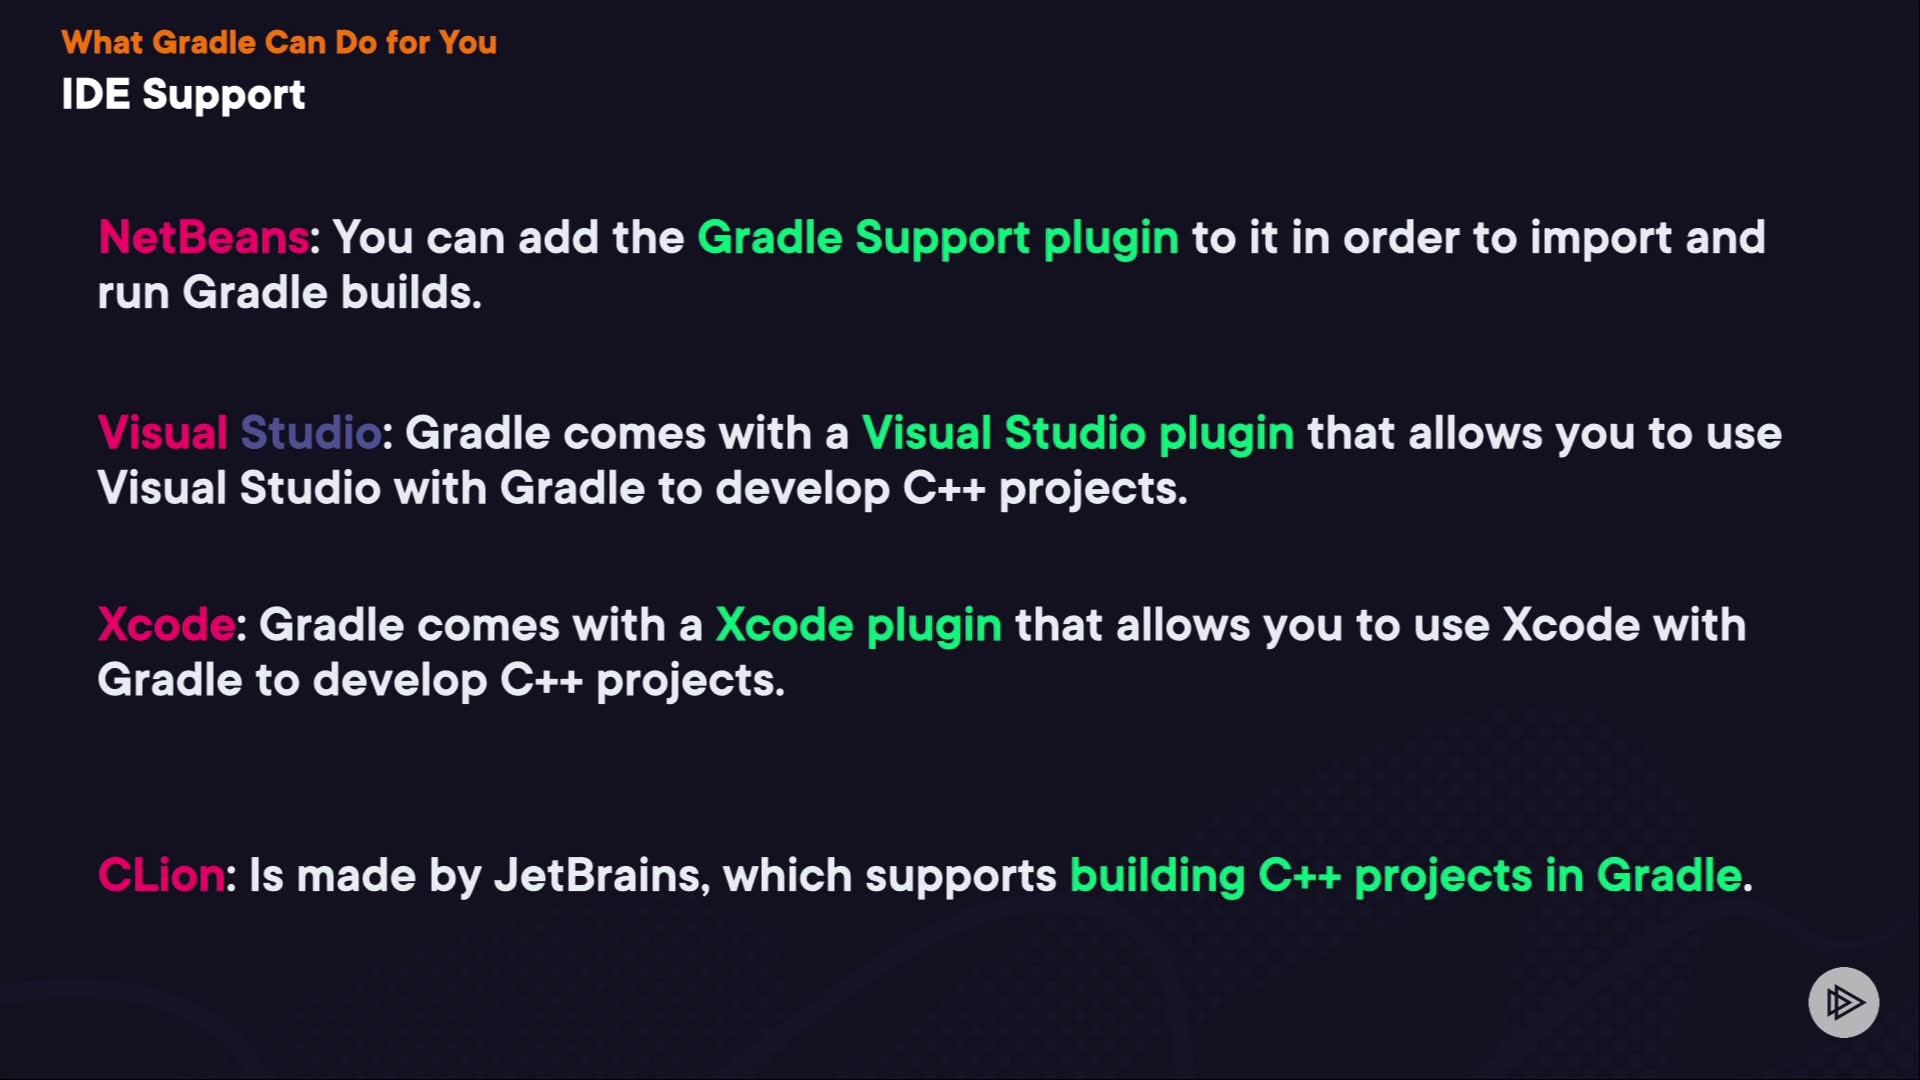 What Gradle Can Do for You
IDE Support
NetBeans: You can add the Gradle Support plugin to it in order to import and
run Gradle builds.
Visual Studio: Gradle comes with a Visual Studio plugin that allows you to use
Visual Studio with Gradle to develop C++ projects.
Xcode: Gradle comes with a Xcode plugin that allows you to use Xcode with
Gradle to develop C++ projects.
CLion: Is made by JetBrains, which supports building C++ projects in Gradle.